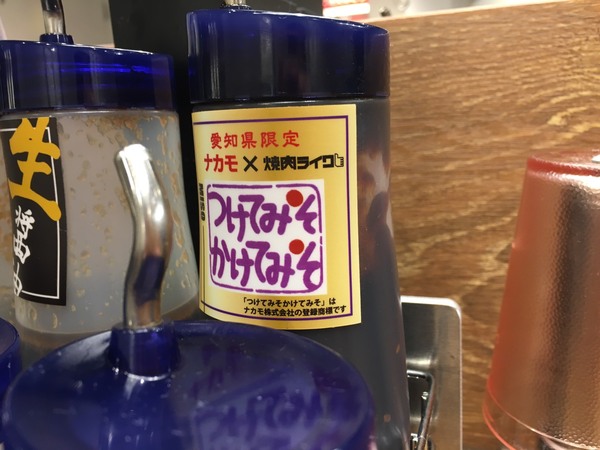 愛知県限定
ナカモ×焼肉ライク
つけてみそ
かけてみそ
「つけてみそかけてみそ」は
ナカモ株式会社の登録商標です
生